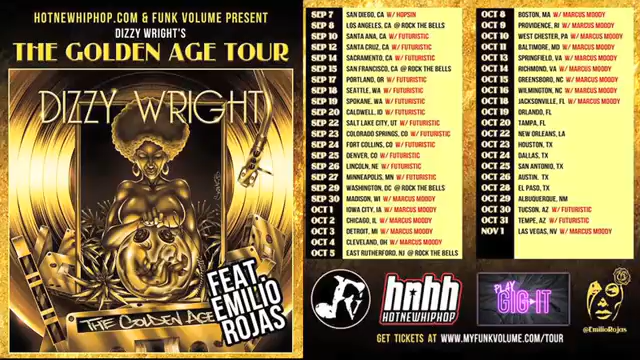 HOTNEWHIPHOP.COM & FUNK VOLUME PRESENT
DIZZY WRIGHT'S
THE GOLDEN AGE TOUR
DIZZY WRIGHT
THE GOLDEN AGE
FEAT.
EMILIO
ROJAS
SEP 7 SAN DIEGO, CA W/ HOPSIN
SEP 8 LOS ANGELES, CA @ ROCK THE BELLS
SEP 10 SANTA ANA, CA W/ FUTURISTIC
SEP 12 SANTA CRUZ, CA W/ FUTURISTIC
SEP 14 SACRAMENTO, CA W/ FUTURISTIC
SEP 15 SAN FRANCISCO, CA @ ROCK THE BELLS
SEP 17 PORTLAND, OR W/ FUTURISTIC
SEP 18 SEATTLE, WA W/ FUTURISTIC
SEP 19 SPOKANE, WA W/ FUTURISTIC
SEP 20 CALDWELL, ID W/ FUTURISTIC
SEP 22 SALT LAKE CITY, UT W/ FUTURISTIC
SEP 23 COLORADO SPRINGS, CO W/ FUTURISTIC
SEP 24 FORT COLLINS, CO W/ FUTURISTIC
SEP 25 DENVER, CO W/ FUTURISTIC
SEP 26 LINCOLN, NE W/ FUTURISTIC
SEP 27 MINNEAPOLIS, MN W/ FUTURISTIC
SEP 29 WASHINGTON, DC @ ROCK THE BELLS
SEP 30 MADISON, WI W/ MARCUS MOODY
OCT 1 IOWA CITY, IA W/ MARCUS MOODY
OCT 2 CHICAGO, IL W/ MARCUS MOODY
OCT 3 DETROIT, MI W/ MARCUS MOODY
OCT 4 CLEVELAND, OH W/ MARCUS MOODY
OCT 5 EAST RUTHERFORD, NJ @ ROCK THE BELLS
OCT 8 BOSTON, MA W/ MARCUS MOODY
OCT 9 PROVIDENCE, RI W/ MARCUS MOODY
OCT 10 WEST CHESTER, PA W/ MARCUS MOODY
OCT 11 BALTIMORE, MD W/ MARCUS MOODY
OCT 13 SPRINGFIELD, VA W/ MARCUS MOODY
OCT 14 RICHMOND, VA W/ MARCUS MOODY
OCT 15 GREENSBORO, NC W/ MARCUS MOODY
OCT 16 WILMINGTON, NC W/ MARCUS MOODY
OCT 18 JACKSONVILLE, FL W/ MARCUS MOODY
OCT 19 ORLANDO, FL
OCT 20 TAMPA, FL
OCT 22 NEW ORLEANS, LA
OCT 23 HOUSTON, TX
OCT 24 DALLAS, TX
OCT 25 SAN ANTONIO, TX
OCT 26 AUSTIN, TX
OCT 28 EL PASO, TX
OCT 29 ALBUQUERQUE, NM
OCT 30 TUCSON, AZ W/ FUTURISTIC
OCT 31 TEMPE, AZ W/ FUTURISTIC
NOV 1 LAS VEGAS, NV W/ MARCUS MOODY
hnhh
HOTNEWHIPHOP
PLAY
GIG-IT
@EmilioRojas
GET TICKETS AT WWW.MYFUNKVOLUME.COM/TOUR